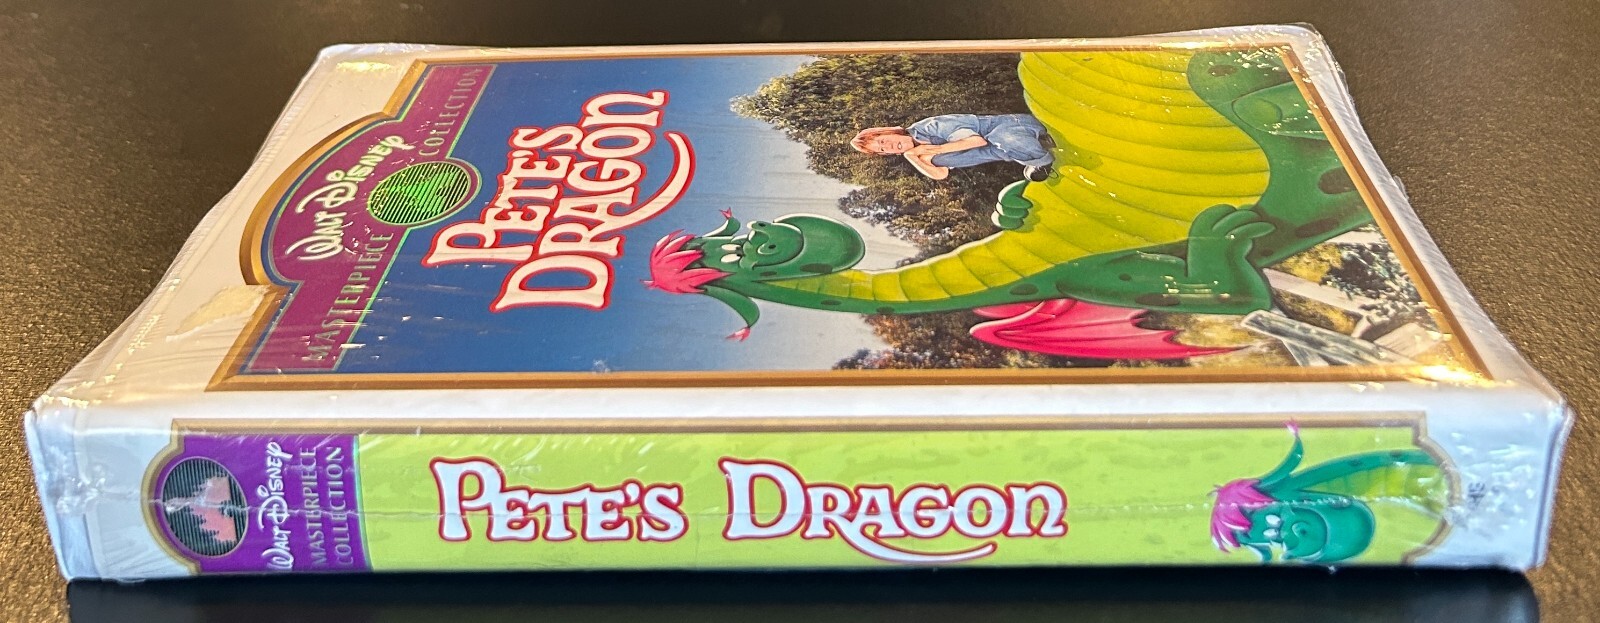 WALT DISNEY
MASTERPIECE COLLECTION
PETE'S
DRAGON
WALT DISNEY
MASTERPIECE
COLLECTION
PETE'S DRAGON